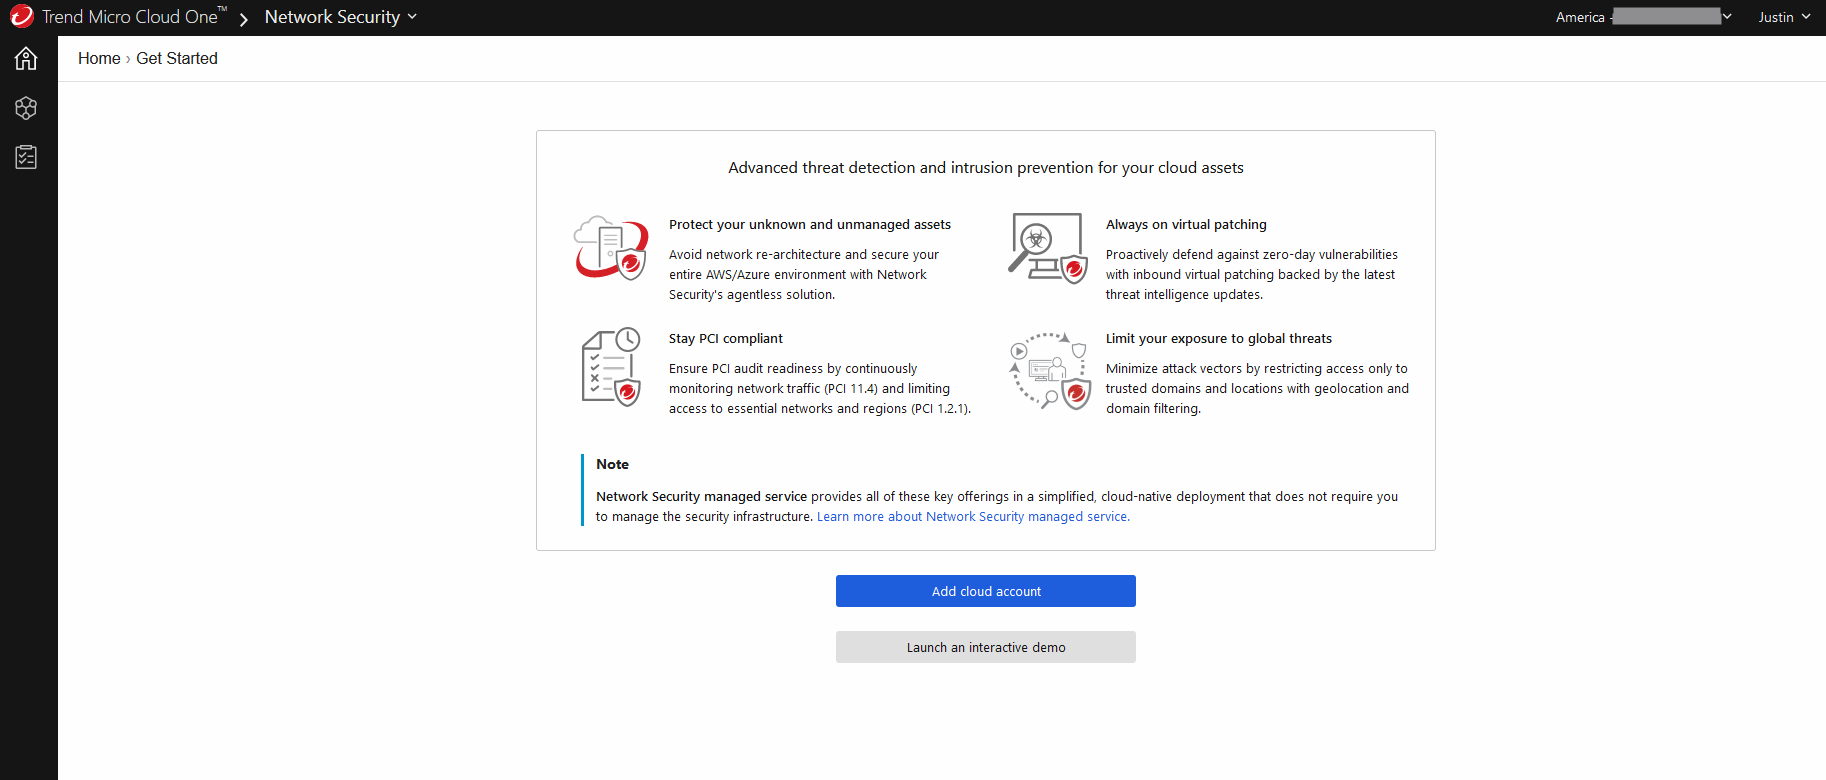 Trend Micro Cloud One™ Network Security America - Justin
Home › Get Started
Advanced threat detection and intrusion prevention for your cloud assets
Protect your unknown and unmanaged assets
Avoid network re-architecture and secure your
entire AWS/Azure environment with Network
Security's agentless solution.
Always on virtual patching
Proactively defend against zero-day vulnerabilities
with inbound virtual patching backed by the latest
threat intelligence updates.
Stay PCI compliant
Ensure PCI audit readiness by continuously
monitoring network traffic (PCI 11.4) and limiting
access to essential networks and regions (PCI 1.2.1).
Limit your exposure to global threats
Minimize attack vectors by restricting access only to
trusted domains and locations with geolocation and
domain filtering.
Note
Network Security managed service provides all of these key offerings in a simplified, cloud-native deployment that does not require you
to manage the security infrastructure. Learn more about Network Security managed service.
Add cloud account
Launch an interactive demo